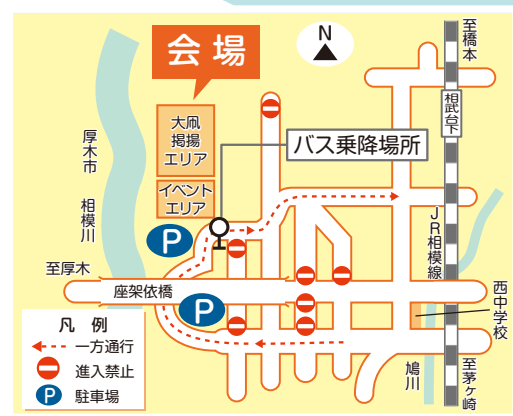 会場
N
至橋本
相武台下
大凧
掲揚
エリア
バス乗降場所
イベント
エリア
厚木市
相模川
P
JR相模線
至厚木
座架依橋
P
西中学校
凡例
一方通行
進入禁止
P
駐車場
鳩川
至茅ヶ崎